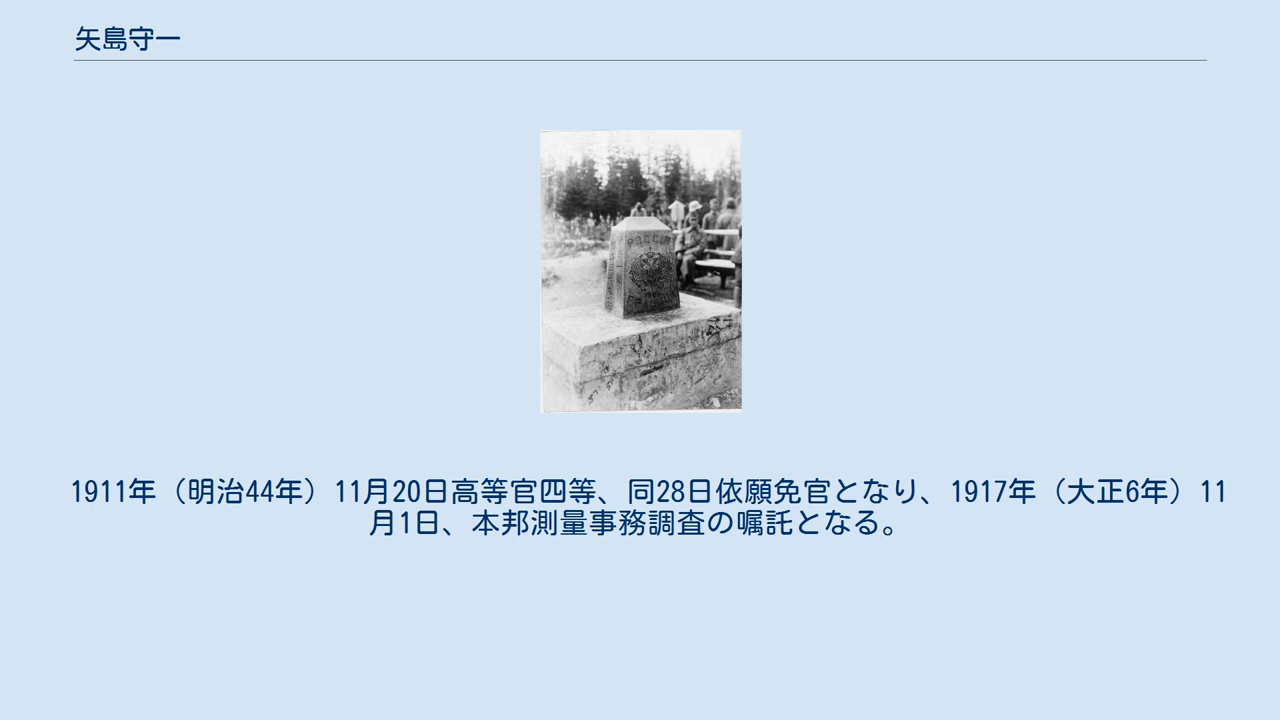 矢島守一
РОССІЯ
1911年（明治44年）11月20日高等官四等、同28日依願免官となり、1917年（大正6年）11
月1日、本邦測量事務調査の嘱託となる。